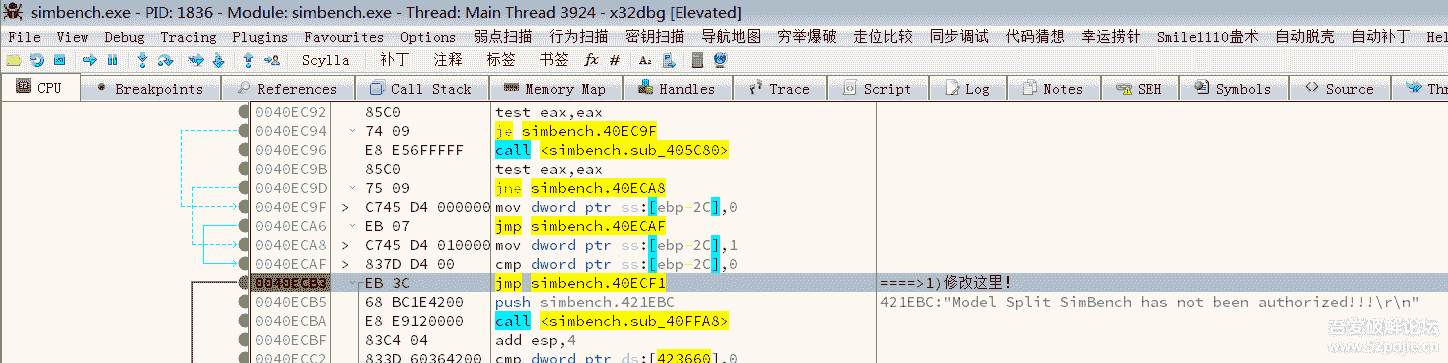 simbench.exe - PID: 1836 - Module: simbench.exe - Thread: Main Thread 3924 - x32dbg [Elevated]
File View Debug Tracing Plugins Favourites Options 弱点扫描 行为扫描 密钥扫描 导航地图 穷举爆破 走位比较 同步调试 代码猜想 幸运捞针 Smile1110蛊术 自动脱壳 自动补丁 Hel
Scylla 补丁 注释 标签 书签 fx # A₂
CPU Breakpoints References Call Stack Memory Map Handles Trace Script Log Notes SEH Symbols Source Thr
0040EC92 85C0 test eax,eax
0040EC94 74 09 je simbench.40EC9F
0040EC96 E8 E56FFFFF call <simbench.sub_405C80>
0040EC9B 85C0 test eax,eax
0040EC9D 75 09 jne simbench.40ECA8
0040EC9F > C745 D4 000000 mov dword ptr ss:[ebp-2C],0
0040ECA6 EB 07 jmp simbench.40ECAF
0040ECA8 > C745 D4 010000 mov dword ptr ss:[ebp-2C],1
0040ECAF > 837D D4 00 cmp dword ptr ss:[ebp-2C],0
0040ECB3 EB 3C jmp simbench.40ECF1 ====>1)修改这里!
0040ECB5 68 BC1E4200 push simbench.421EBC 421EBC:"Model Split SimBench has not been authorized!!!\r\n"
0040ECBA E8 E9120000 call <simbench.sub_40FFA8>
0040ECBF 83C4 04 add esp,4
0040ECC2 833D 60364200 cmp dword ptr ds:[423660],0
吾爱破解论坛
www.52pojie.cn